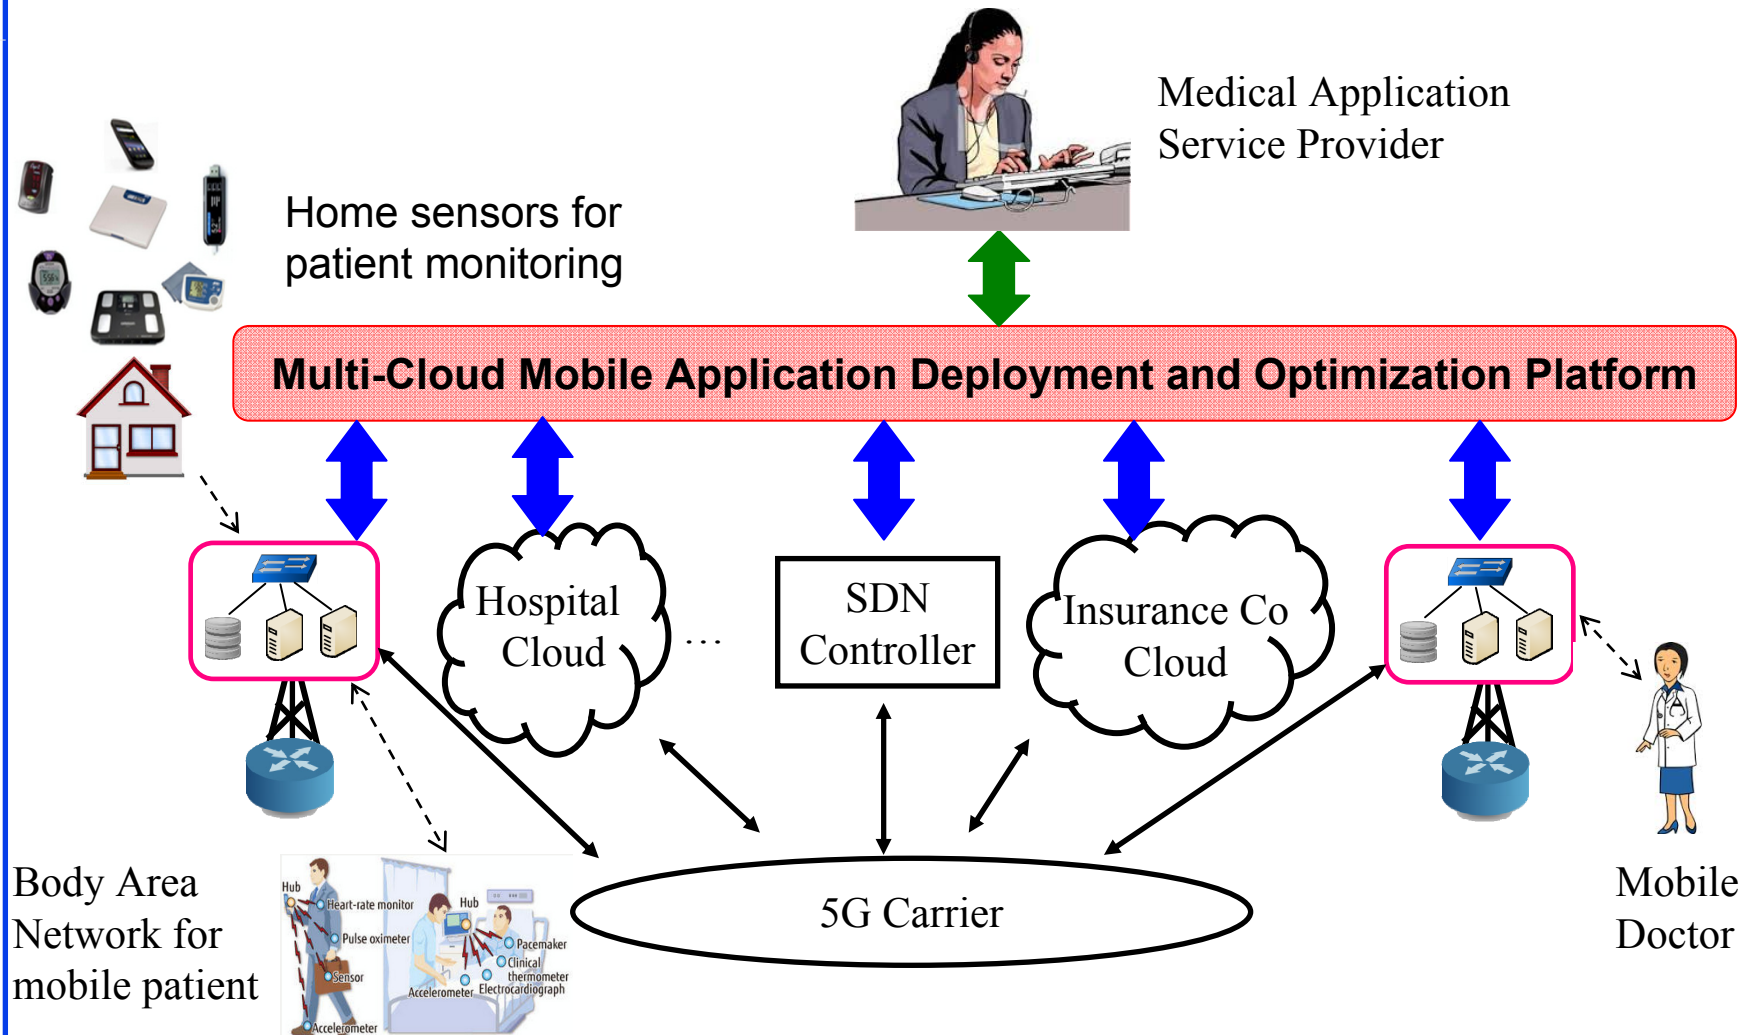 Medical Application
Service Provider
Home sensors for
patient monitoring
Multi-Cloud Mobile Application Deployment and Optimization Platform
Hospital
Cloud
...
SDN
Controller
Insurance Co
Cloud
5G Carrier
Body Area
Network for
mobile patient
Hub
Heart-rate monitor
Pulse oximeter
Sensor
Accelerometer
Hub
Pacemaker
Clinical
thermometer
Accelerometer
Electrocardiograph
Mobile
Doctor